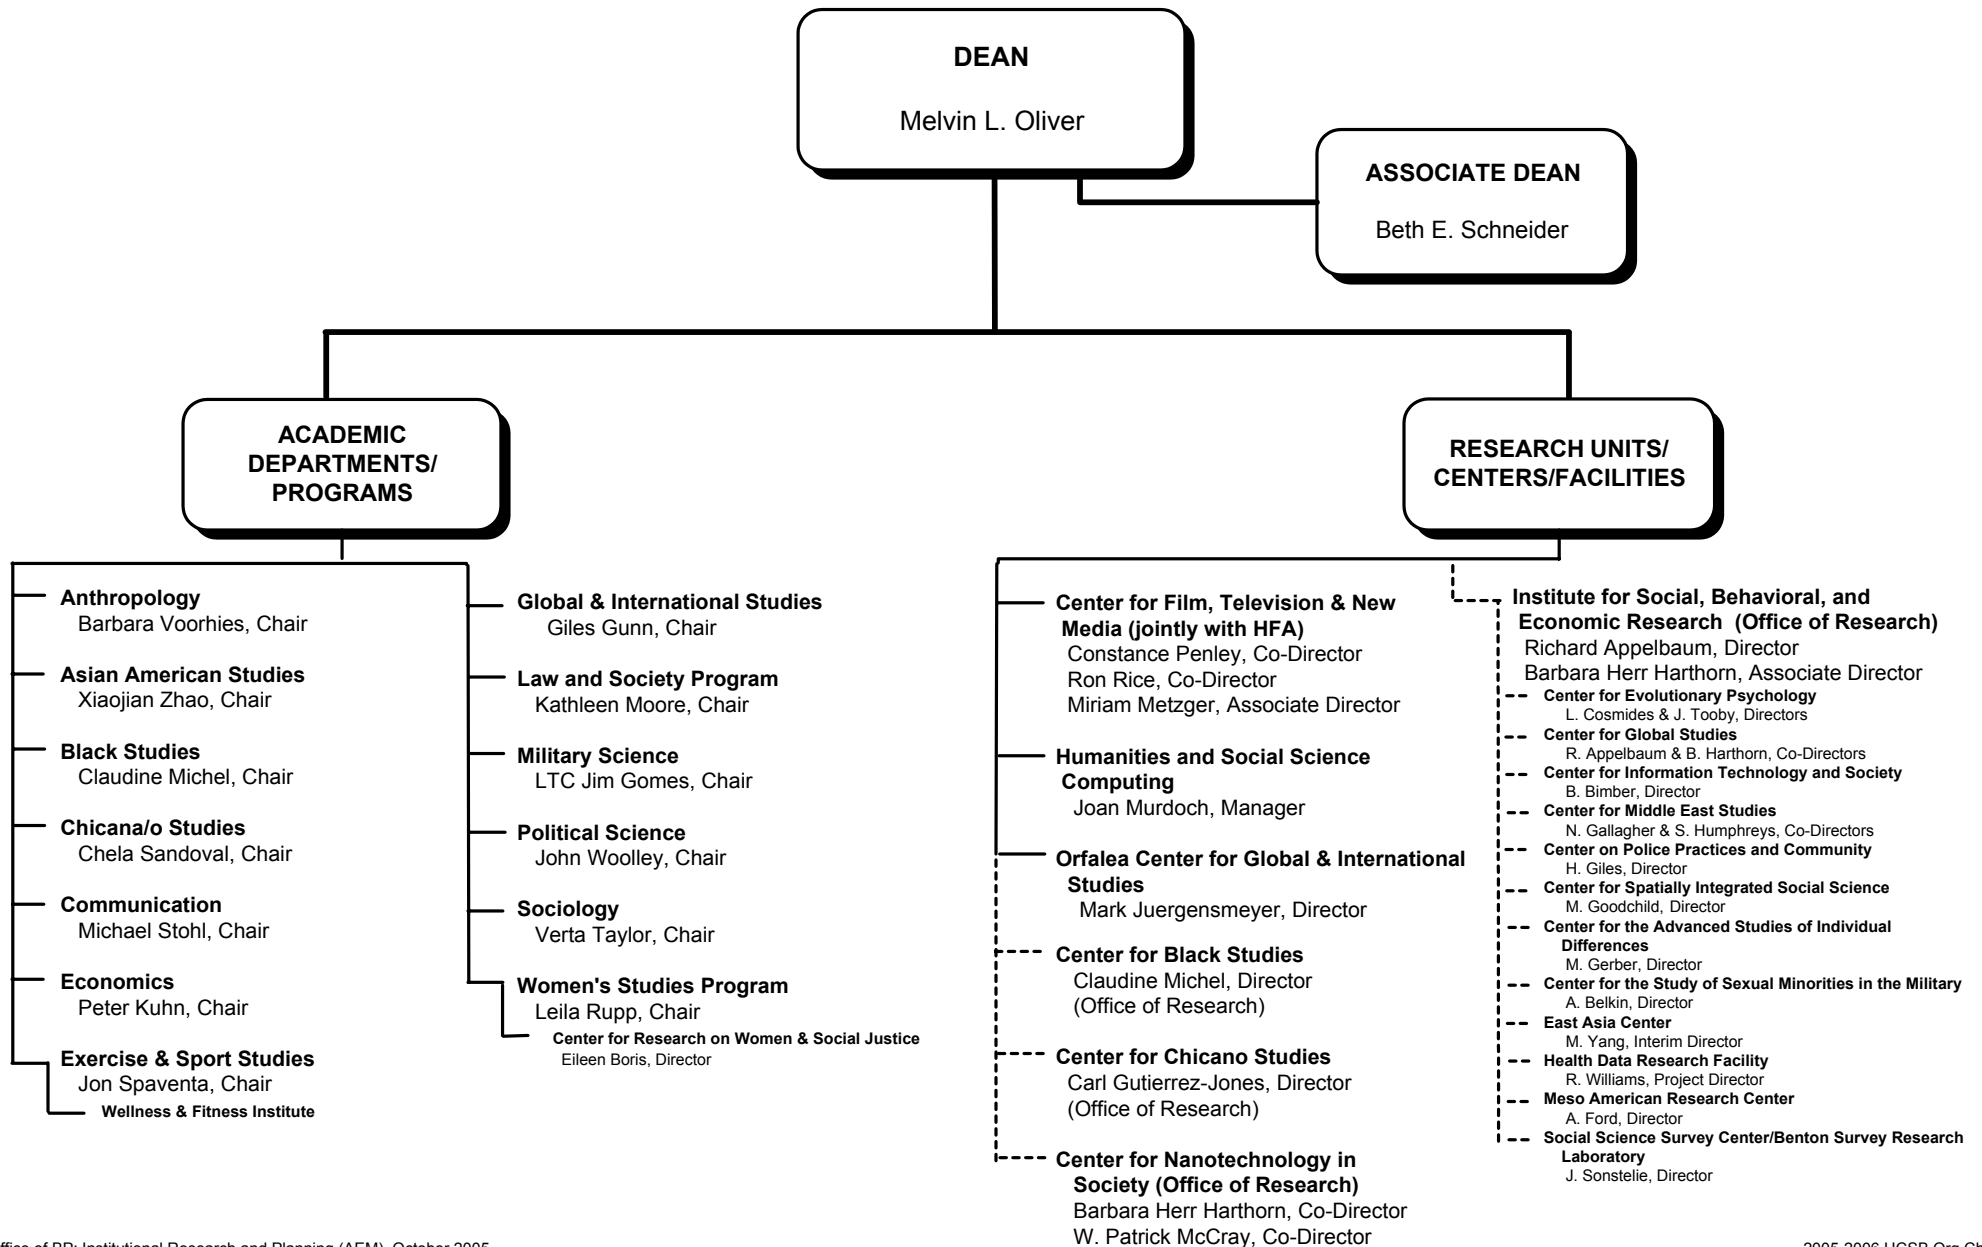 DEAN
Melvin L. Oliver
ASSOCIATE DEAN
Beth E. Schneider
ACADEMIC
DEPARTMENTS/
PROGRAMS
RESEARCH UNITS/
CENTERS/FACILITIES
Anthropology
Barbara Voorhies, Chair
Asian American Studies
Xiaojian Zhao, Chair
Black Studies
Claudine Michel, Chair
Chicana/o Studies
Chela Sandoval, Chair
Communication
Michael Stohl, Chair
Economics
Peter Kuhn, Chair
Exercise & Sport Studies
Jon Spaventa, Chair
Wellness & Fitness Institute
Global & International Studies
Giles Gunn, Chair
Law and Society Program
Kathleen Moore, Chair
Military Science
LTC Jim Gomes, Chair
Political Science
John Woolley, Chair
Sociology
Verta Taylor, Chair
Women's Studies Program
Leila Rupp, Chair
Center for Research on Women & Social Justice
Eileen Boris, Director
Center for Film, Television & New
Media (jointly with HFA)
Constance Penley, Co-Director
Ron Rice, Co-Director
Miriam Metzger, Associate Director
Humanities and Social Science
Computing
Joan Murdoch, Manager
Orfalea Center for Global & International
Studies
Mark Juergensmeyer, Director
Center for Black Studies
Claudine Michel, Director
(Office of Research)
Center for Chicano Studies
Carl Gutierrez-Jones, Director
(Office of Research)
Center for Nanotechnology in
Society (Office of Research)
Barbara Herr Harthorn, Co-Director
W. Patrick McCray, Co-Director
Institute for Social, Behavioral, and
Economic Research (Office of Research)
Richard Appelbaum, Director
Barbara Herr Harthorn, Associate Director
Center for Evolutionary Psychology
L. Cosmides & J. Tooby, Directors
Center for Global Studies
R. Appelbaum & B. Harthorn, Co-Directors
Center for Information Technology and Society
B. Bimber, Director
Center for Middle East Studies
N. Gallagher & S. Humphreys, Co-Directors
Center on Police Practices and Community
H. Giles, Director
Center for Spatially Integrated Social Science
M. Goodchild, Director
Center for the Advanced Studies of Individual
Differences
M. Gerber, Director
Center for the Study of Sexual Minorities in the Military
A. Belkin, Director
East Asia Center
M. Yang, Interim Director
Health Data Research Facility
R. Williams, Project Director
Meso American Research Center
A. Ford, Director
Social Science Survey Center/Benton Survey Research
Laboratory
J. Sonstelie, Director